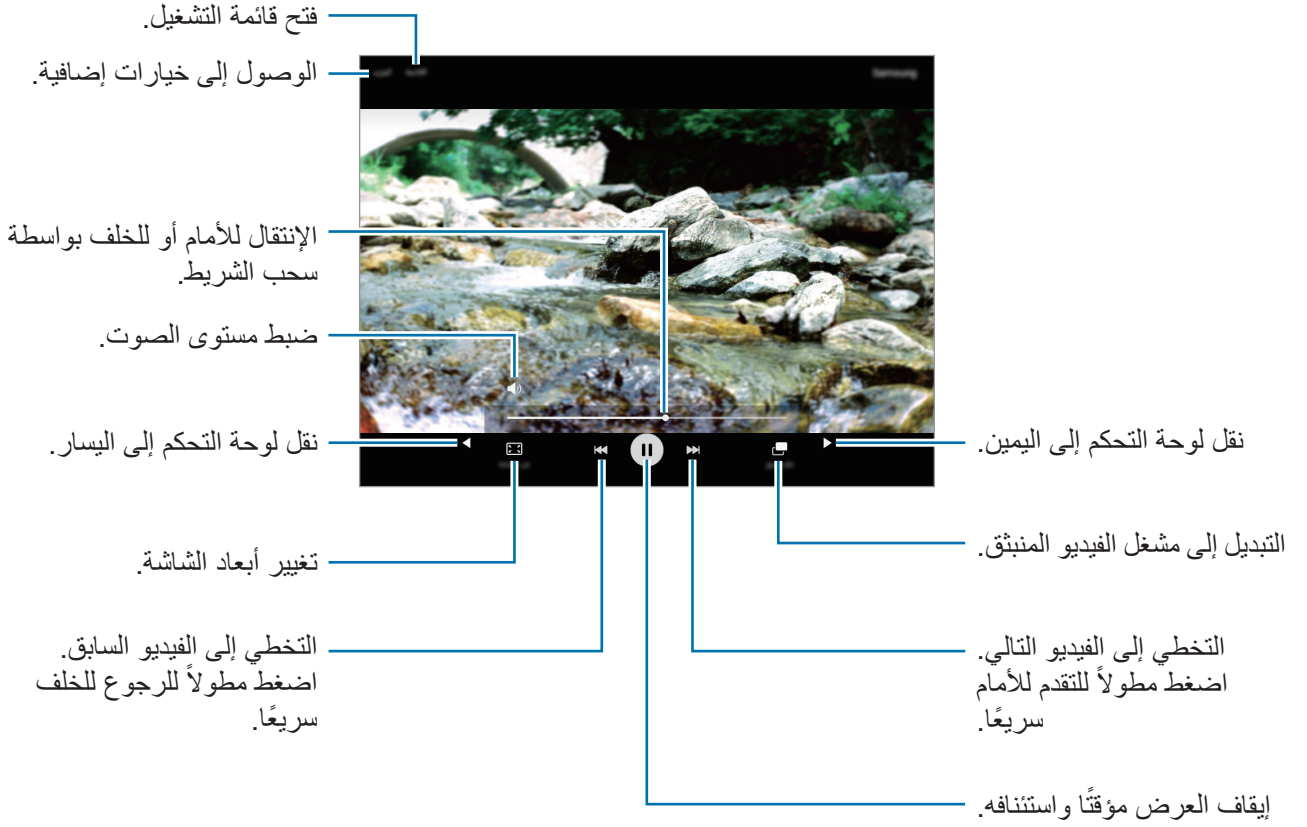 فتح قائمة التشغيل.
الوصول إلى خيارات إضافية.
Samsung
الإنتقال للأمام أو للخلف بواسطة
سحب الشريط.
ضبط مستوى الصوت.
نقل لوحة التحكم إلى اليمين.
نقل لوحة التحكم إلى اليسار.
التبديل إلى مشغل الفيديو المنبثق.
تغيير أبعاد الشاشة.
التخطي إلى الفيديو التالي.
اضغط مطولاً للتقدم للأمام
سريعًا.
التخطي إلى الفيديو السابق.
اضغط مطولاً للرجوع للخلف
سريعًا.
إيقاف العرض مؤقتًا واستئنافه.